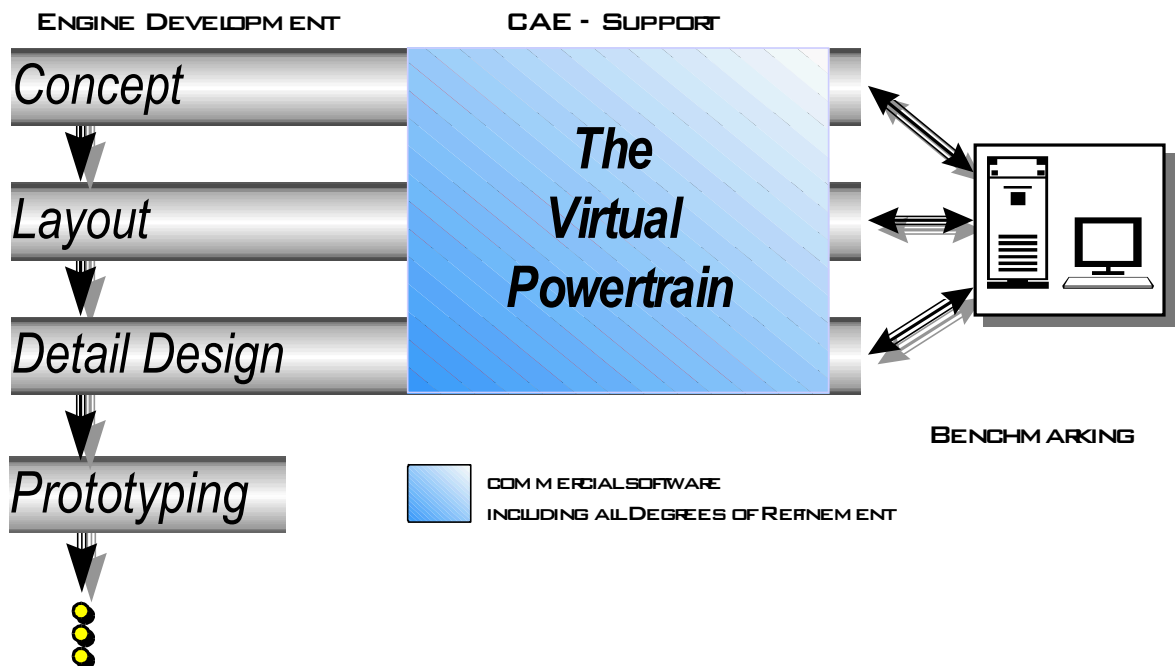 ENGINE DEVELOPMENT
CAE - SUPPORT
Concept
Layout
Detail Design
Prototyping
The
Virtual
Powertrain
BENCHMARKING
COMMERCIAL SOFTWARE
INCLUDING ALL DEGREES OF REFINEMENT